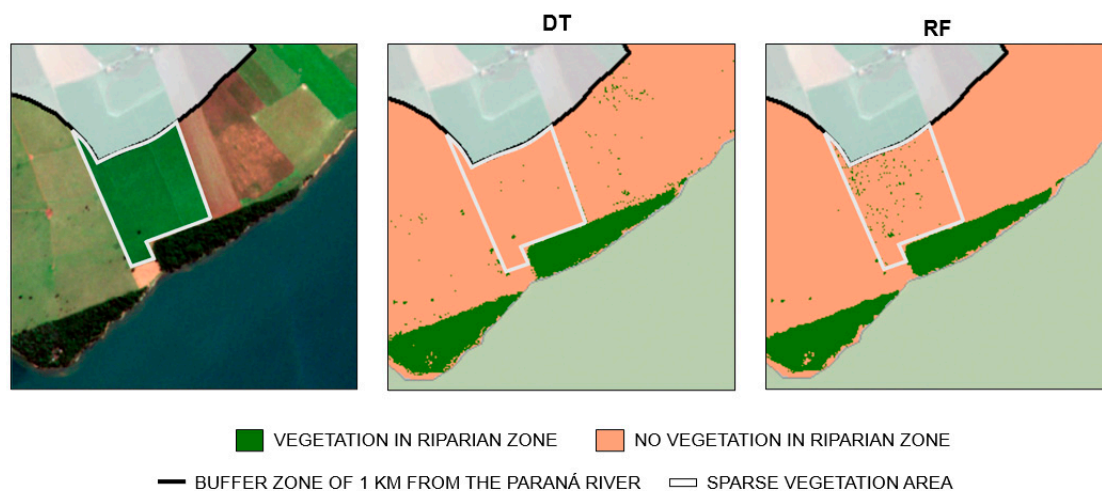 DT
RF
VEGETATION IN RIPARIAN ZONE
NO VEGETATION IN RIPARIAN ZONE
BUFFER ZONE OF 1 KM FROM THE PARANÁ RIVER
SPARSE VEGETATION AREA